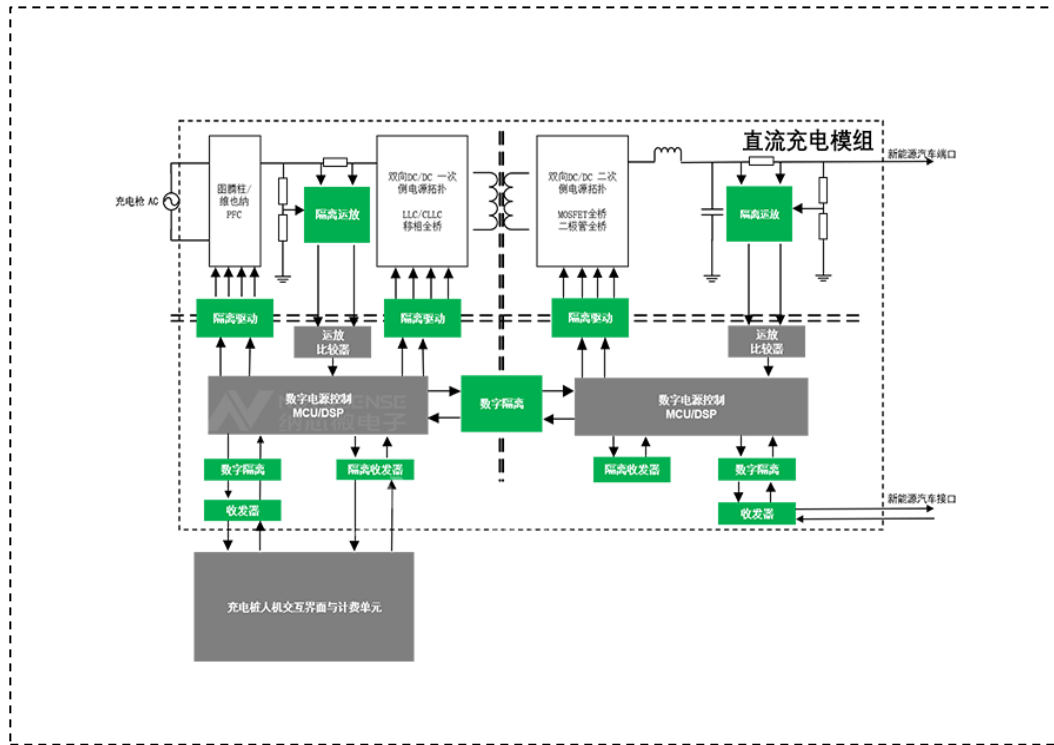 直流充电模组
新能源汽车端口
充电枪 AC
图腾柱/
维也纳
PFC
隔离运放
双向DC/DC 一次
侧电源拓扑
LLC/CLLC
移相全桥
双向DC/DC 二次
侧电源拓扑
MOSFET全桥
二极管全桥
隔离运放
隔离驱动
隔离驱动
隔离驱动
运放
比较器
运放
比较器
数字电源控制
MCU/DSP
数字隔离
数字电源控制
MCU/DSP
纳芯微电子
数字隔离
隔离收发器
隔离收发器
数字隔离
收发器
收发器
新能源汽车接口
充电桩人机交互界面与计费单元